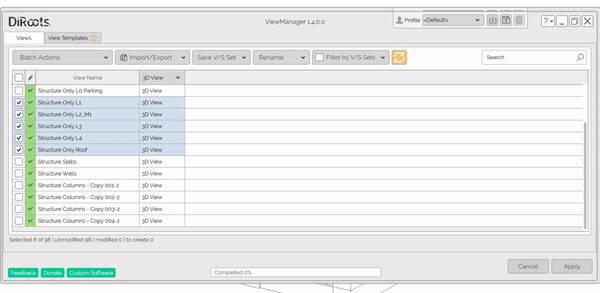 DiRoots.
ViewManager 1.4.0.0
Profile <Default>
Views
View Templates
Batch Actions
Import/Export
Save V/S Set
Rename
Filter by V/S Sets
Search
View Name
3D View
Structure Only L0 Parking 3D View
Structure Only L1 3D View
Structure Only L2_M1 3D View
Structure Only L3 3D View
Structure Only L4 3D View
Structure Only Roof 3D View
Structure Slabs 3D View
Structure Walls 3D View
Structure Columns - Copy 001-2 3D View
Structure Columns - Copy 002-2 3D View
Structure Columns - Copy 003-2 3D View
Structure Columns - Copy 004-2 3D View
Selected 6 of 98 | unmodified 98 | modified 0 | to create 0
Cancel
Apply
Feedback
Donate
Custom Software
Completed 0%